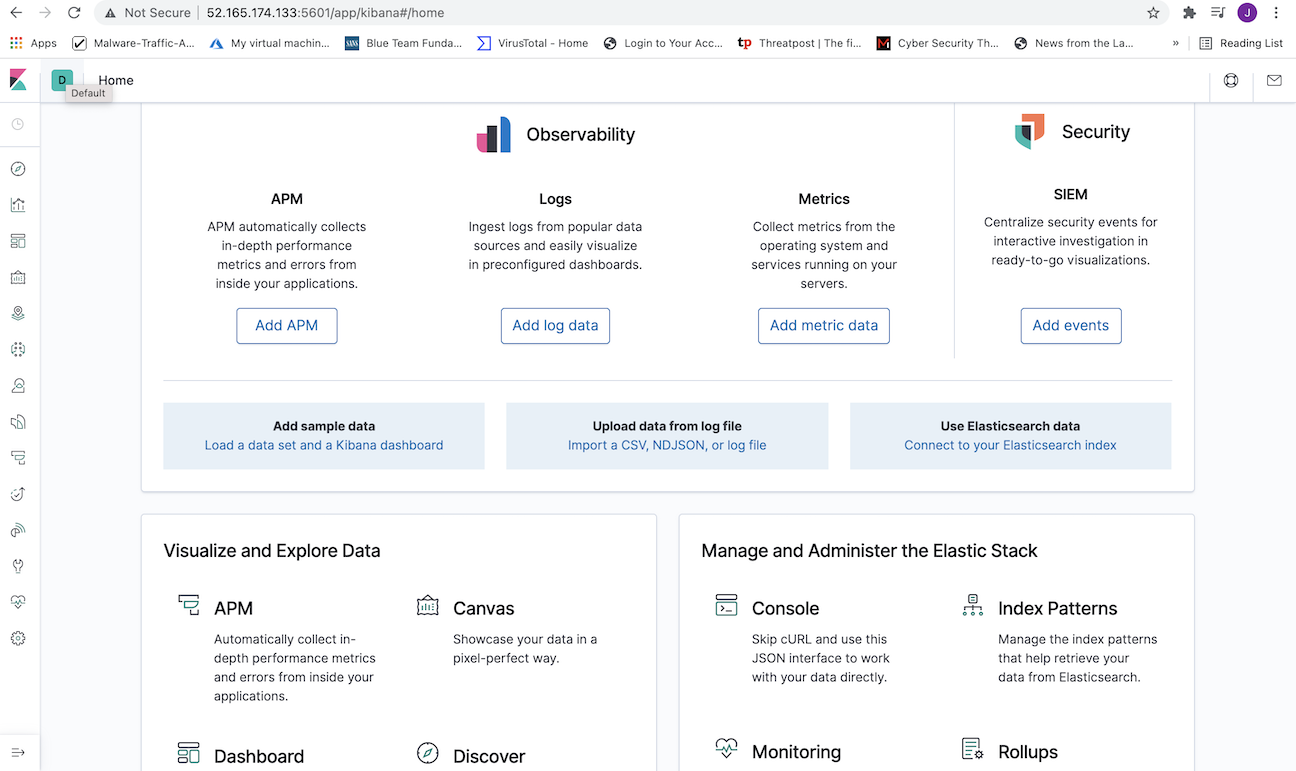 Not Secure | 52.165.174.133:5601/app/kibana#/home
J
Apps Malware-Traffic-A... My virtual machin... SANS Blue Team Funda... VirusTotal - Home Login to Your Acc... tp Threatpost | The fi... Cyber Security Th... News from the La... » Reading List
D Home
Default
Observability
Security
APM
APM automatically collects
in-depth performance
metrics and errors from
inside your applications.
Add APM
Logs
Ingest logs from popular data
sources and easily visualize
in preconfigured dashboards.
Add log data
Metrics
Collect metrics from the
operating system and
services running on your
servers.
Add metric data
SIEM
Centralize security events for
interactive investigation in
ready-to-go visualizations.
Add events
Add sample data
Load a data set and a Kibana dashboard
Upload data from log file
Import a CSV, NDJSON, or log file
Use Elasticsearch data
Connect to your Elasticsearch index
Visualize and Explore Data
APM
Automatically collect in-
depth performance metrics
and errors from inside your
applications.
Canvas
Showcase your data in a
pixel-perfect way.
Dashboard
Discover
Manage and Administer the Elastic Stack
Console
Skip cURL and use this
JSON interface to work
with your data directly.
Index Patterns
Manage the index patterns
that help retrieve your
data from Elasticsearch.
Monitoring
Rollups